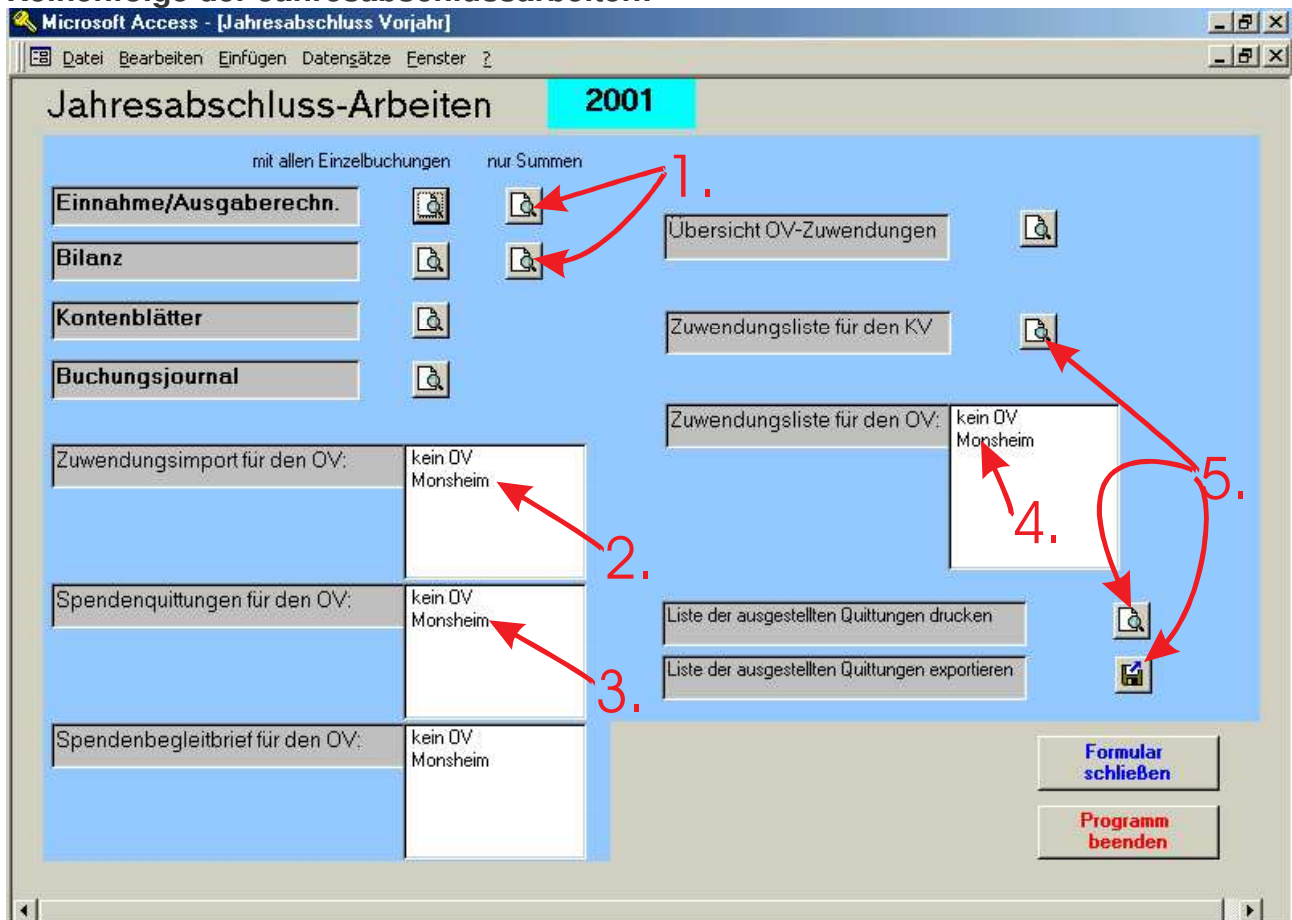 Reihenfolge der Jahresabschlussarbeiten:
Microsoft Access - [Jahresabschluss Vorjahr]
Datei Bearbeiten Einfügen Datensätze Fenster ?
Jahresabschluss-Arbeiten 2001
mit allen Einzelbuchungen nur Summen
1.
Einnahme/Ausgaberechn.
Bilanz
Kontenblätter
Buchungsjournal
Übersicht OV-Zuwendungen
Zuwendungsliste für den KV
Zuwendungsliste für den OV:
kein OV
Monsheim
4.
5.
Zuwendungsimport für den OV:
kein OV
Monsheim
2.
Spendenquittungen für den OV:
kein OV
Monsheim
3.
Spendenbegleitbrief für den OV:
kein OV
Monsheim
Liste der ausgestellten Quittungen drucken
Liste der ausgestellten Quittungen exportieren
Formular
schließen
Programm
beenden